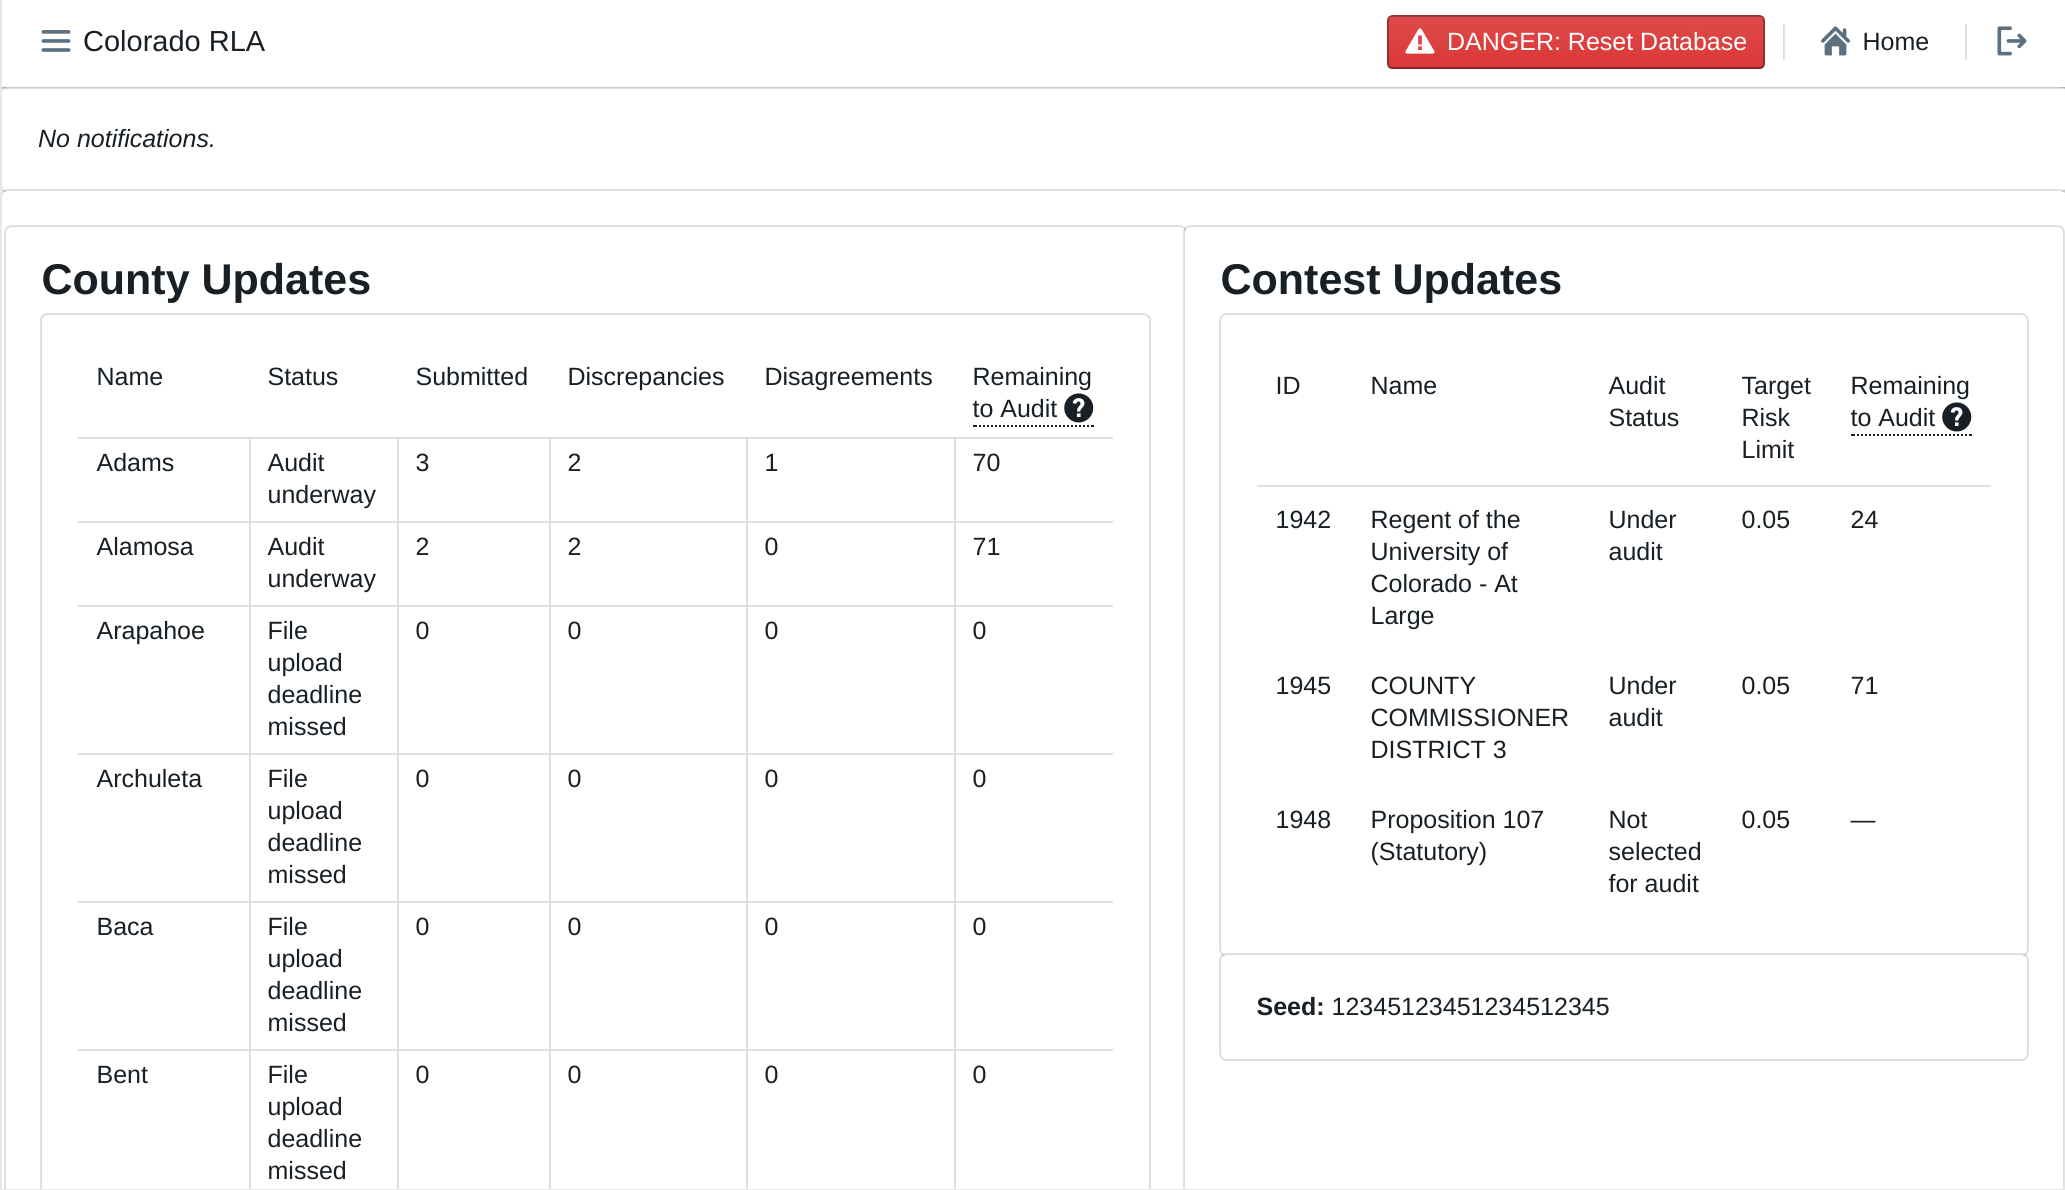 Colorado RLA
DANGER: Reset Database
Home
No notifications.
County Updates
Name Status Submitted Discrepancies Disagreements Remaining
to Audit ?
Adams Audit 3 2 1 70
underway
Alamosa Audit 2 2 0 71
underway
Arapahoe File 0 0 0 0
upload
deadline
missed
Archuleta File 0 0 0 0
upload
deadline
missed
Baca File 0 0 0 0
upload
deadline
missed
Bent File 0 0 0 0
upload
deadline
missed
Contest Updates
ID Name Audit Target Remaining
Status Risk to Audit ?
Limit
1942 Regent of the Under 0.05 24
University of audit
Colorado - At
Large
1945 COUNTY Under 0.05 71
COMMISSIONER audit
DISTRICT 3
1948 Proposition 107 Not 0.05 —
(Statutory) selected
for audit
Seed: 12345123451234512345